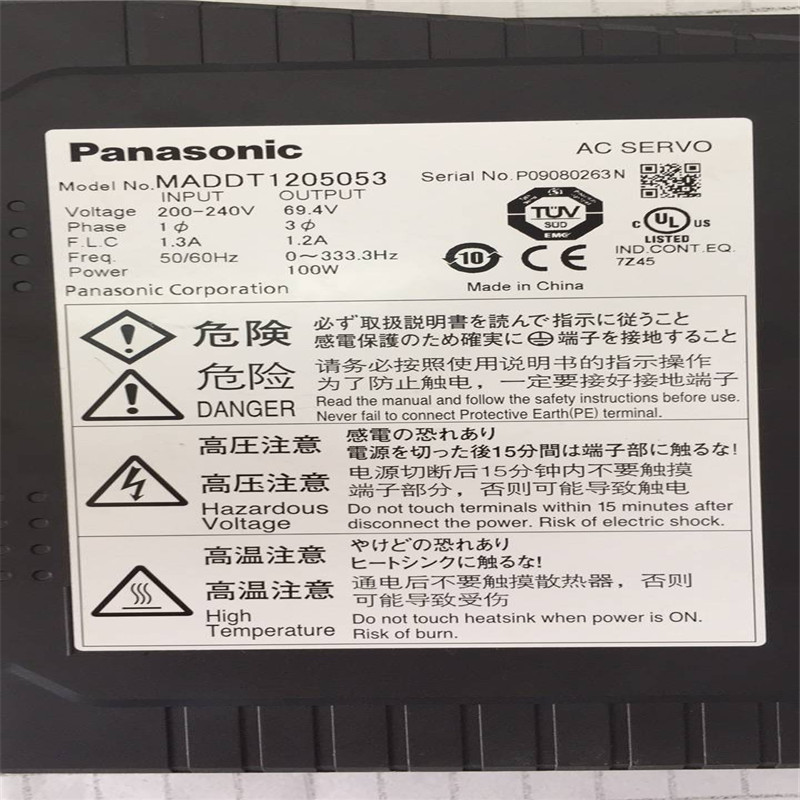 Panasonic
AC SERVO
Model No. MADDT1205053
Serial No. P09080263N
INPUT OUTPUT
Voltage 200-240V 69.4V
Phase 1ϕ 3ϕ
F.L.C 1.3A 1.2A
Freq. 50/60Hz 0～333.3Hz
Power 100W
Panasonic Corporation
TÜV
SÜD
EMC
10
CE
Made in China
C UL US
LISTED
IND.CONT.EQ.
7Z45
危険
必ず取扱説明書を読んで指示に従うこと
感電保護のため確実に⏚端子を接地すること
危险
请务必按照使用说明书的指示操作
为了防止触电，一定要接好接地端子
DANGER
Read the manual and follow the safety instructions before use.
Never fail to connect Protective Earth(PE) terminal.
高圧注意
感電の恐れあり
電源を切った後15分間は端子部に触るな!
高压注意
电源切断后15分钟内不要触摸
端子部分，否则可能导致触电
Hazardous
Voltage
Do not touch terminals within 15 minutes after
disconnect the power. Risk of electric shock.
高温注意
やけどの恐れあり
ヒートシンクに触るな!
高温注意
通电后不要触摸散热器，否则
可能导致受伤
High
Temperature
Do not touch heatsink when power is ON.
Risk of burn.